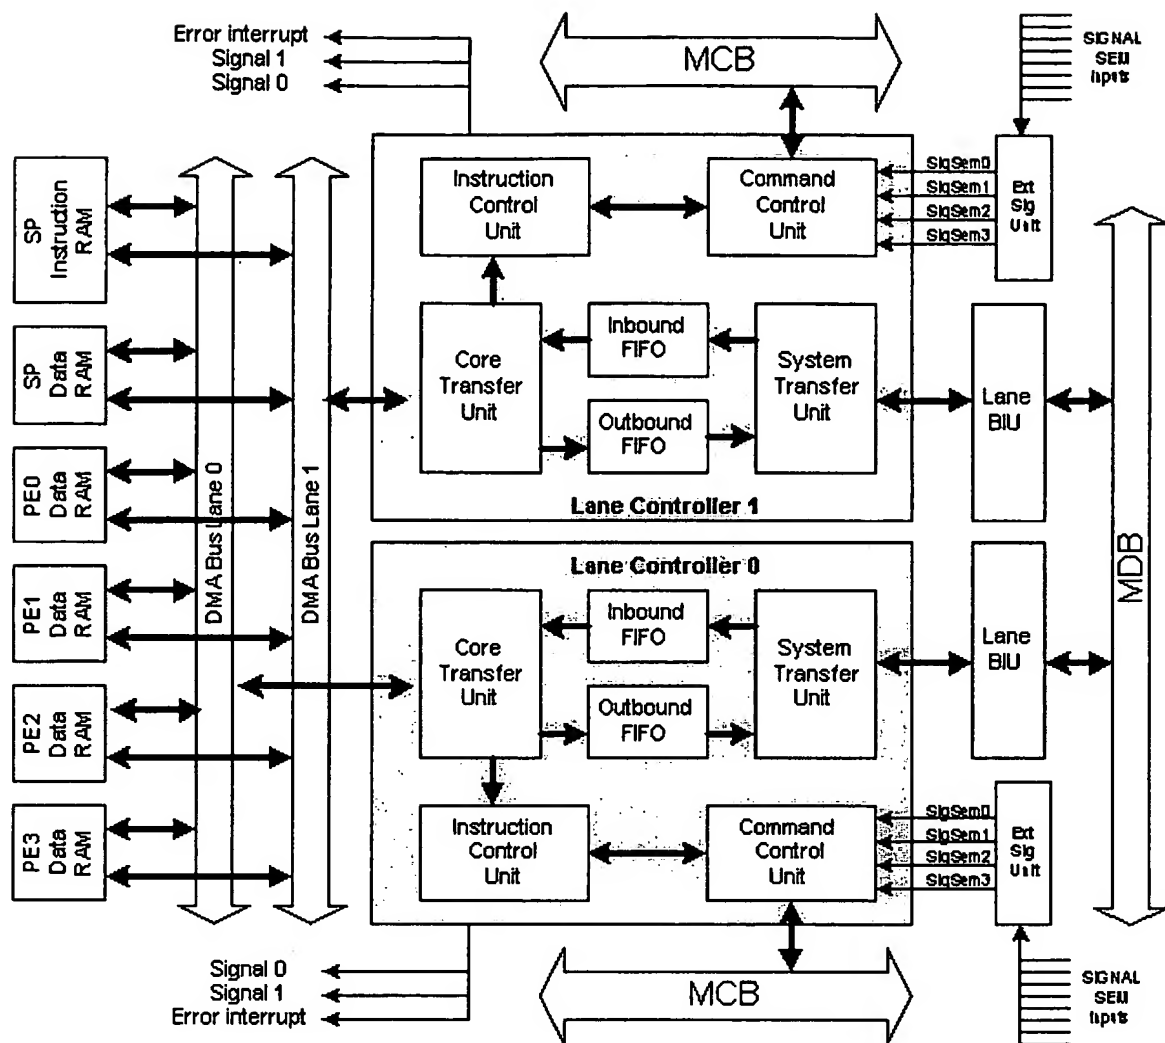 Error interrupt
Signal 1
Signal 0
MCB
SIGNAL
SEM
Inputs
SP
Instruction
RAM
Instruction
Control
Unit
Command
Control
Unit
SigSem0
SigSem1
SigSem2
SigSem3
Ext
Sig
Unit
SP
Data
RAM
Core
Transfer
Unit
Inbound
FIFO
Outbound
FIFO
System
Transfer
Unit
Lane
BIU
Lane Controller 1
PE0
Data
RAM
DMA Bus Lane 0
DMA Bus Lane 1
MDB
Lane Controller 0
PE1
Data
RAM
Core
Transfer
Unit
Inbound
FIFO
Outbound
FIFO
System
Transfer
Unit
Lane
BIU
PE2
Data
RAM
PE3
Data
RAM
Instruction
Control
Unit
Command
Control
Unit
SigSem0
SigSem1
SigSem2
SigSem3
Ext
Sig
Unit
Signal 0
Signal 1
Error interrupt
MCB
SIGNAL
SEM
Inputs